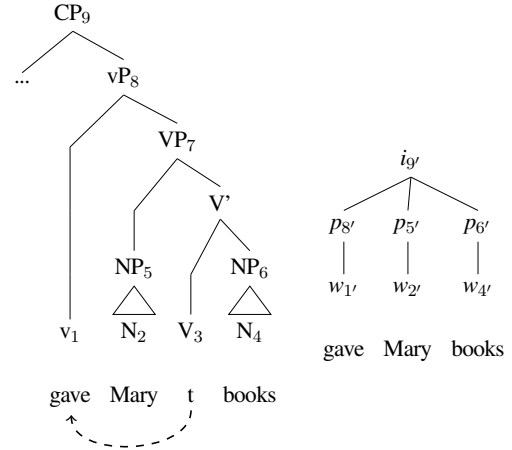 CP₉
... vP₈
VP₇
i₉′
V'
p₈′ p₅′ p₆′
NP₅ NP₆
w₁′ w₂′ w₄′
v₁ N₂ V₃ N₄
gave Mary books
gave Mary t books